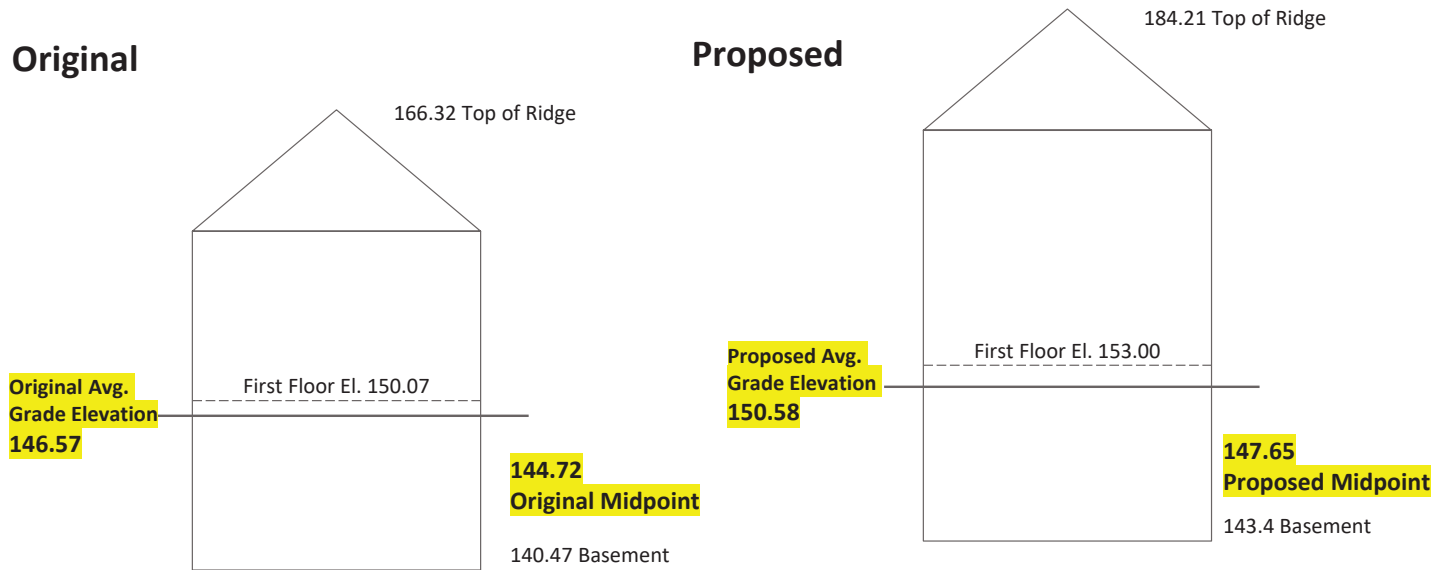 Original
166.32 Top of Ridge
First Floor El. 150.07
Original Avg.
Grade Elevation
146.57
144.72
Original Midpoint
140.47 Basement
Proposed
184.21 Top of Ridge
First Floor El. 153.00
Proposed Avg.
Grade Elevation
150.58
147.65
Proposed Midpoint
143.4 Basement